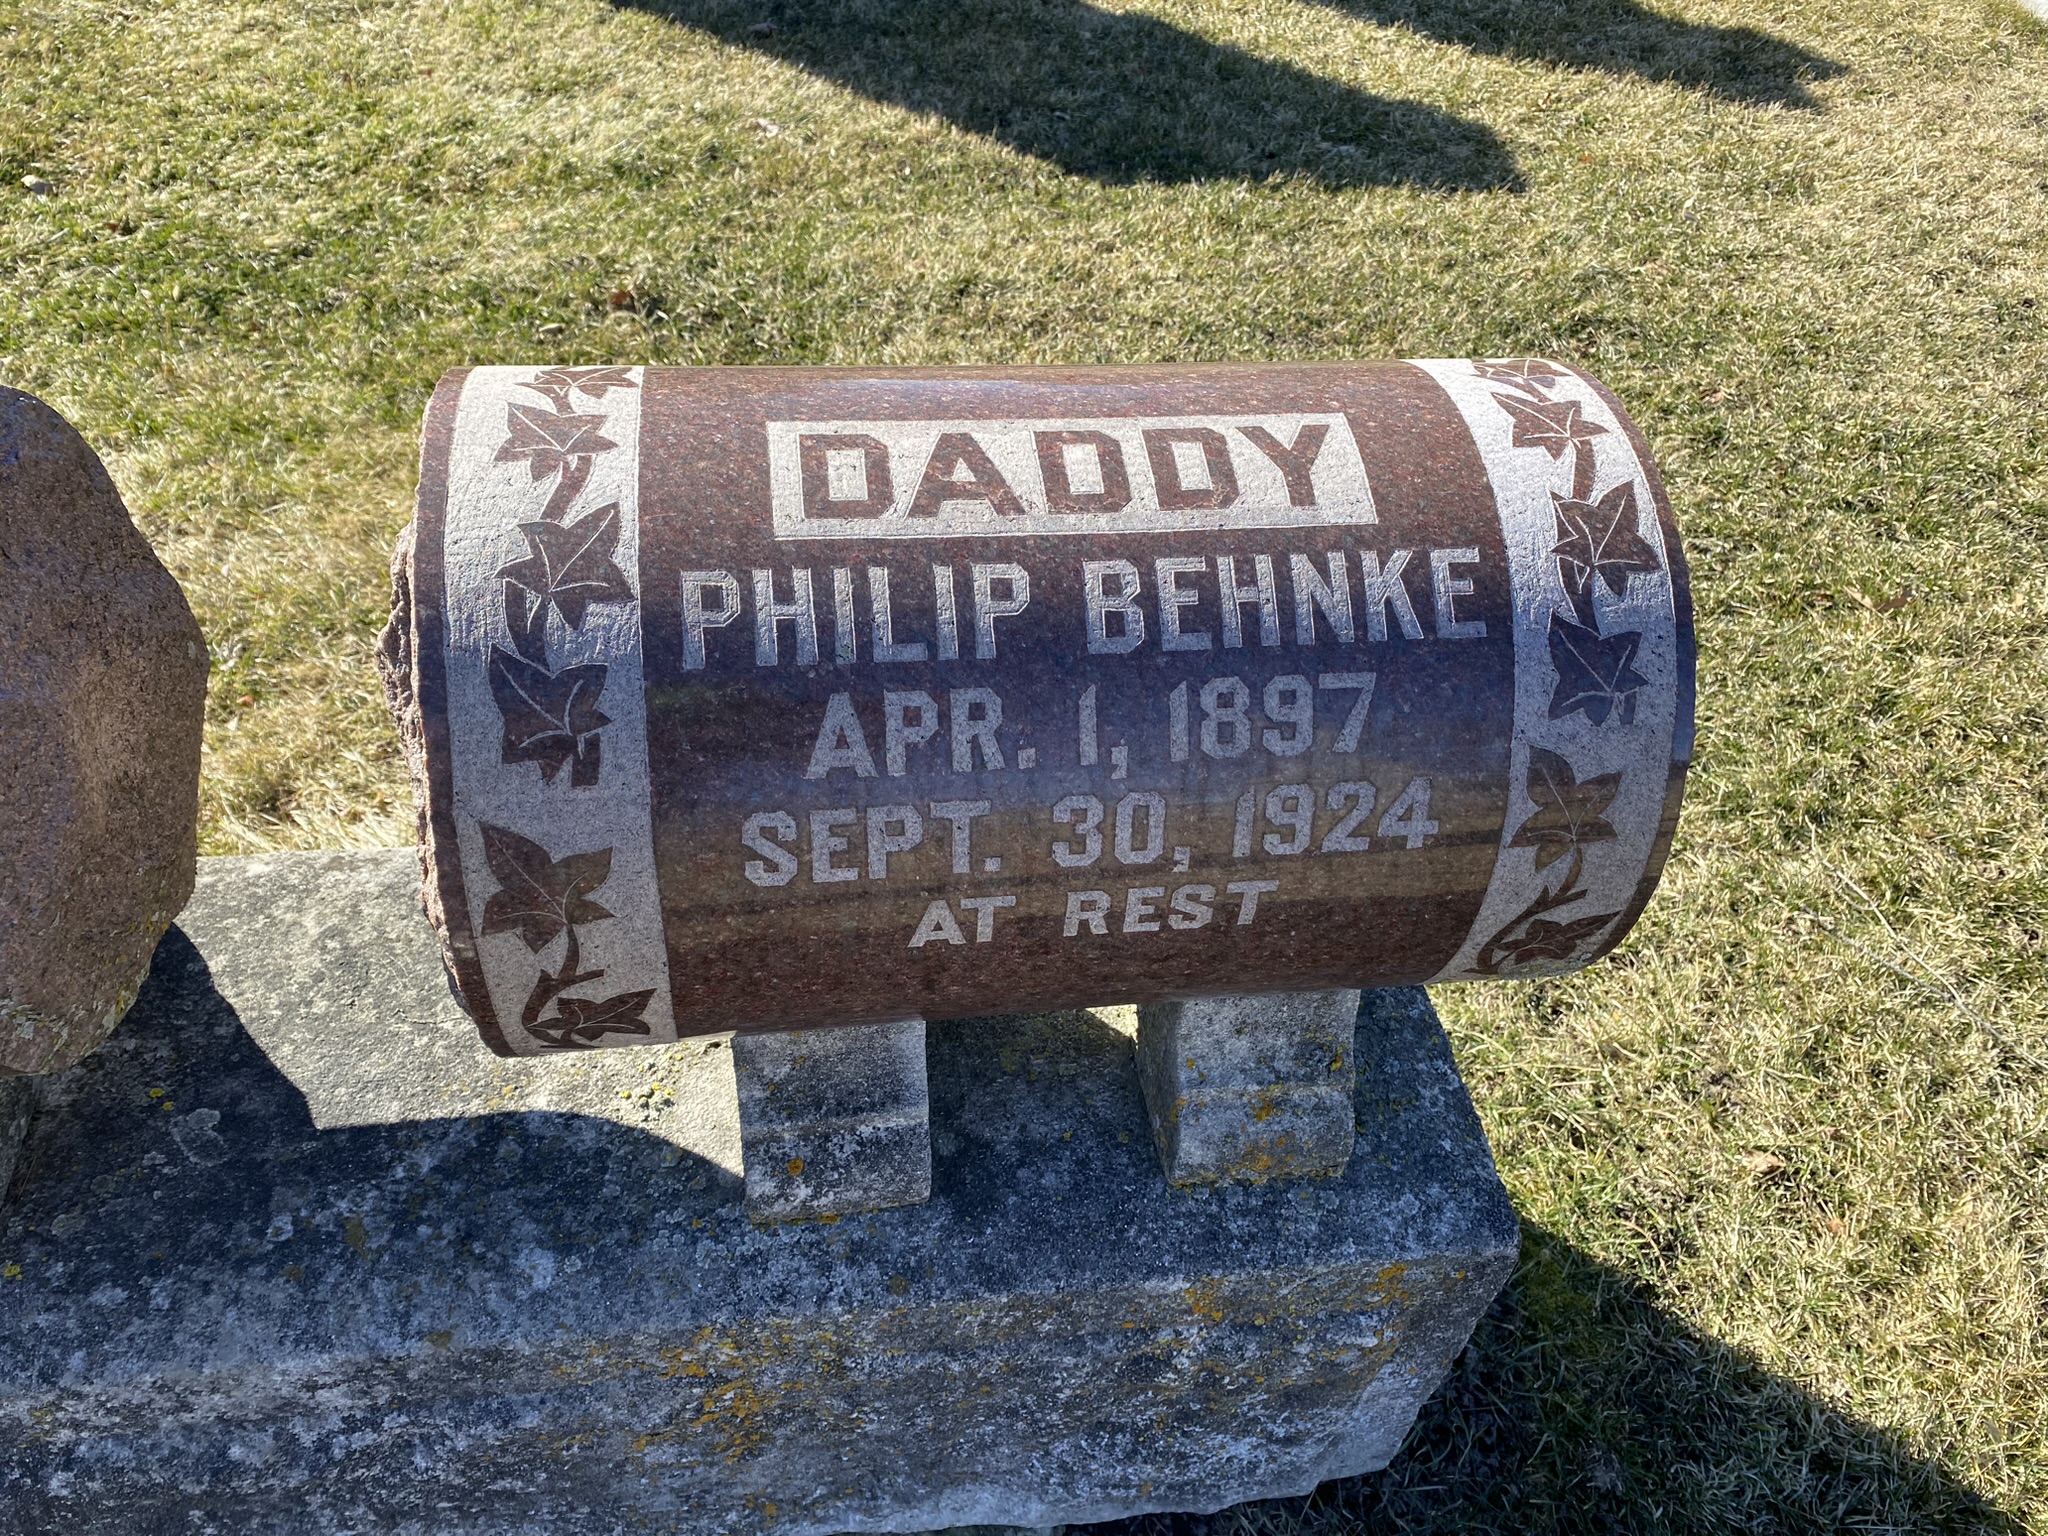 DADDY
PHILIP BEHNKE
APR. 1, 1897
SEPT. 30, 1924
AT REST